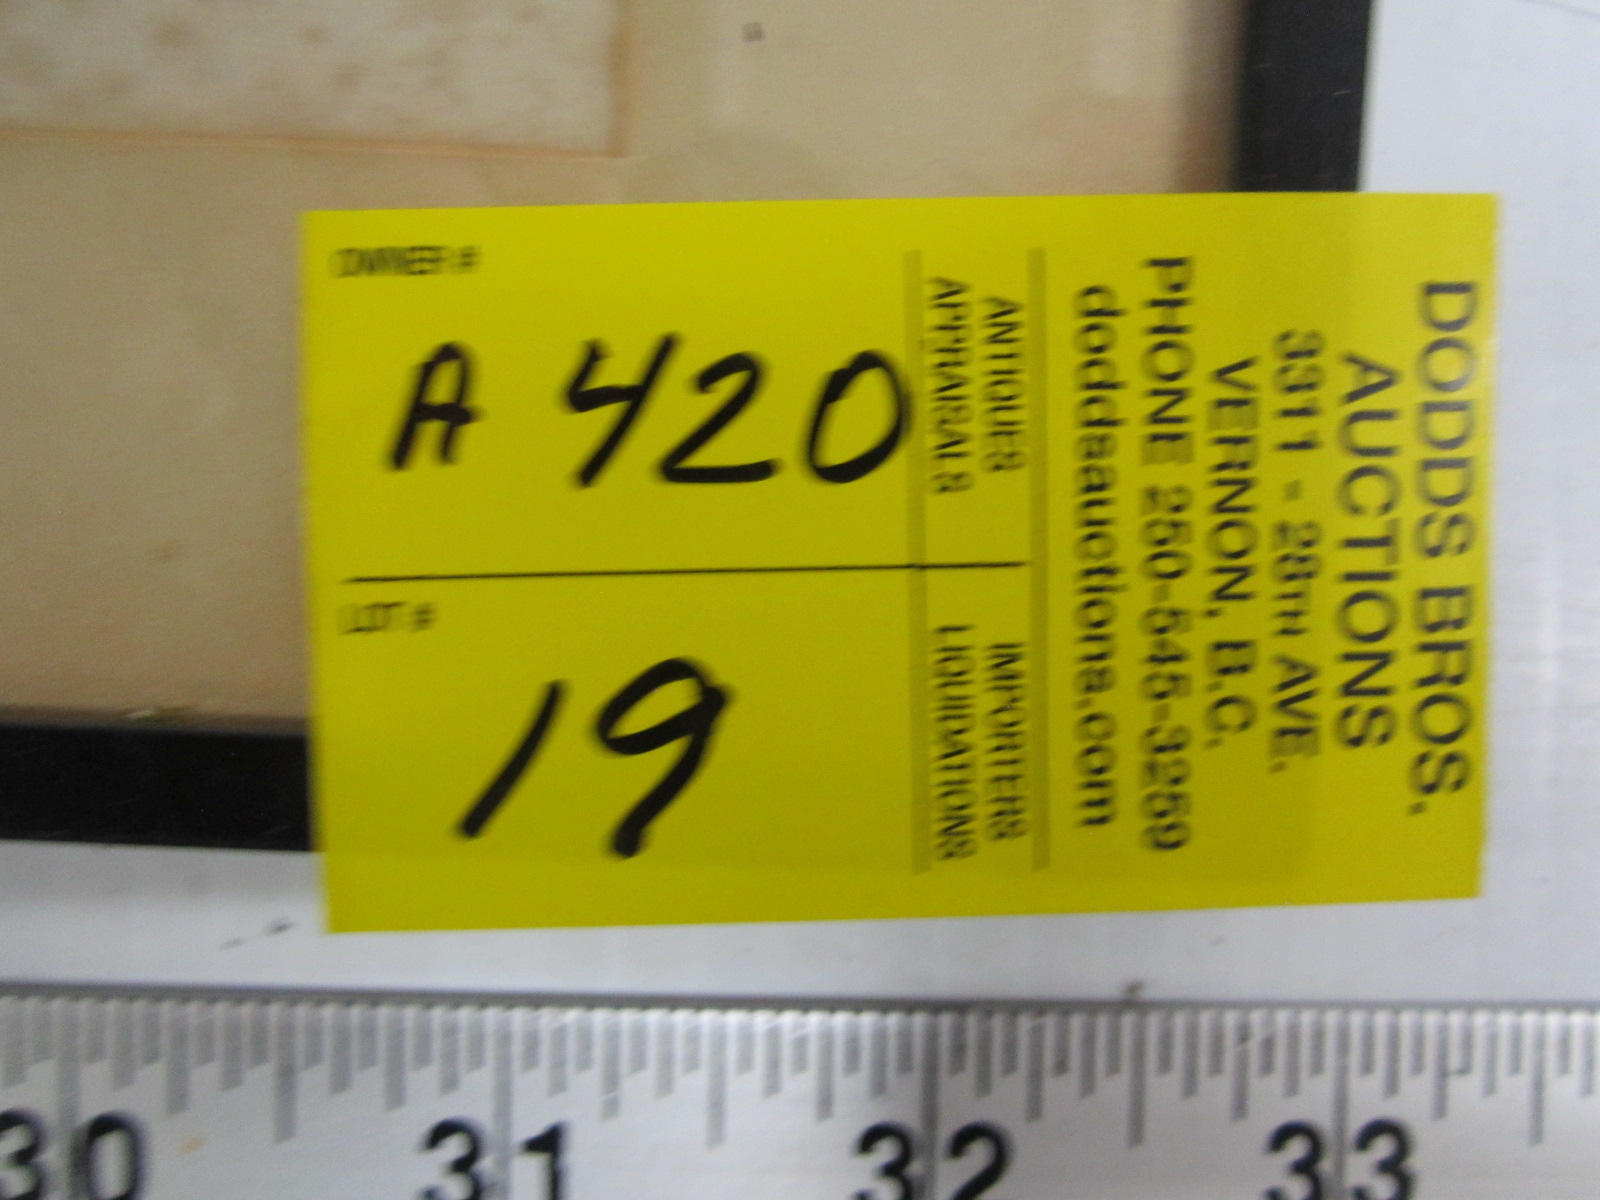 OWNER #
A 420
LOT #
19
ANTIQUES
APPRAISALS
IMPORTERS
LIQUIDATIONS
DODDS BROS.
AUCTIONS
3311 - 28TH AVE.
VERNON, B.C.
PHONE 250-545-3259
doddsauctions.com
30 31 32 33